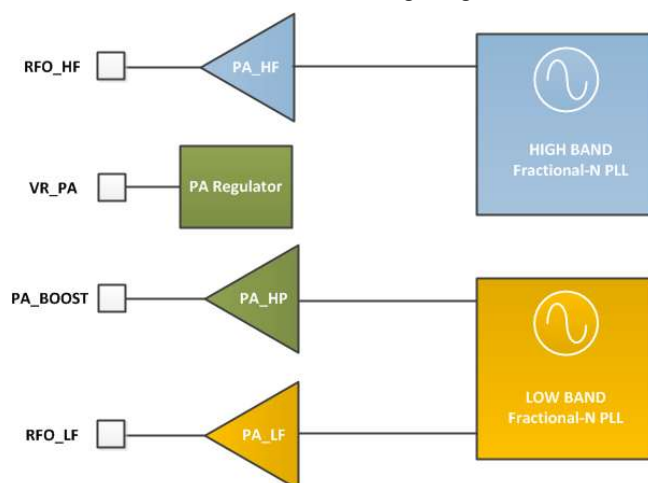 RFO_HF
PA_HF
HIGH BAND
Fractional-N PLL
VR_PA
PA Regulator
PA_BOOST
PA_HP
LOW BAND
Fractional-N PLL
RFO_LF
PA_LF